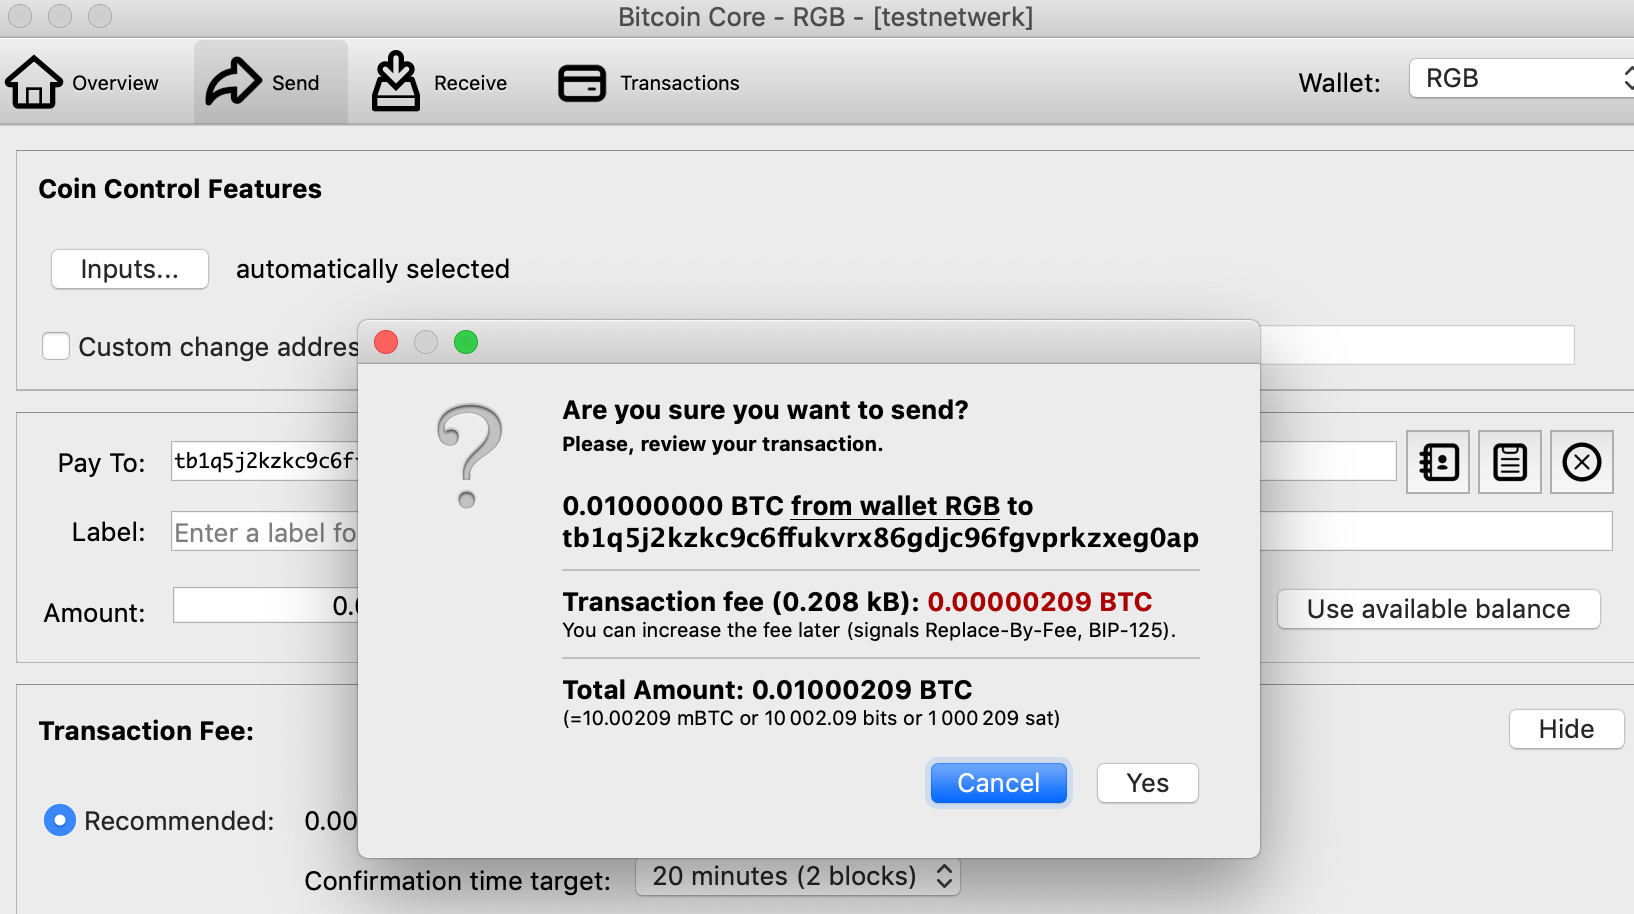 Bitcoin Core - RGB - [testnetwerk]
Overview
Send
Receive
Transactions
Wallet:
RGB
Coin Control Features
Inputs...
automatically selected
Custom change addres
Pay To:
tb1q5j2kzkc9c6f
Label:
Enter a label fo
Amount:
0.
Use available balance
Are you sure you want to send?
Please, review your transaction.
0.01000000 BTC from wallet RGB to
tb1q5j2kzkc9c6ffukvrx86gdjc96fgvprkzxeg0ap
Transaction fee (0.208 kB): 0.00000209 BTC
You can increase the fee later (signals Replace-By-Fee, BIP-125).
Total Amount: 0.01000209 BTC
(=10.00209 mBTC or 10 002.09 bits or 1 000 209 sat)
Cancel
Yes
Transaction Fee:
Hide
Recommended:
0.00
Confirmation time target:
20 minutes (2 blocks)